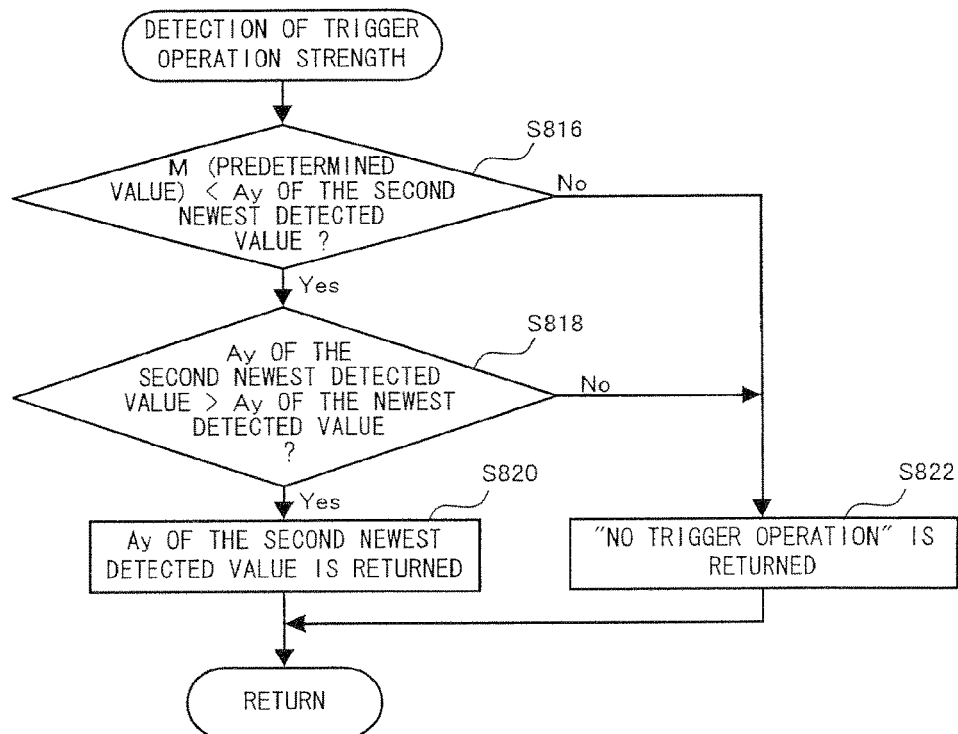 DETECTION OF TRIGGER
OPERATION STRENGTH
S816
M (PREDETERMINED
VALUE) < Ay OF THE SECOND
NEWEST DETECTED
VALUE ?
No
Yes
S818
Ay OF THE
SECOND NEWEST DETECTED
VALUE > Ay OF THE NEWEST
DETECTED VALUE
?
No
Yes
S820
Ay OF THE SECOND NEWEST
DETECTED VALUE IS RETURNED
S822
"NO TRIGGER OPERATION" IS
RETURNED
RETURN